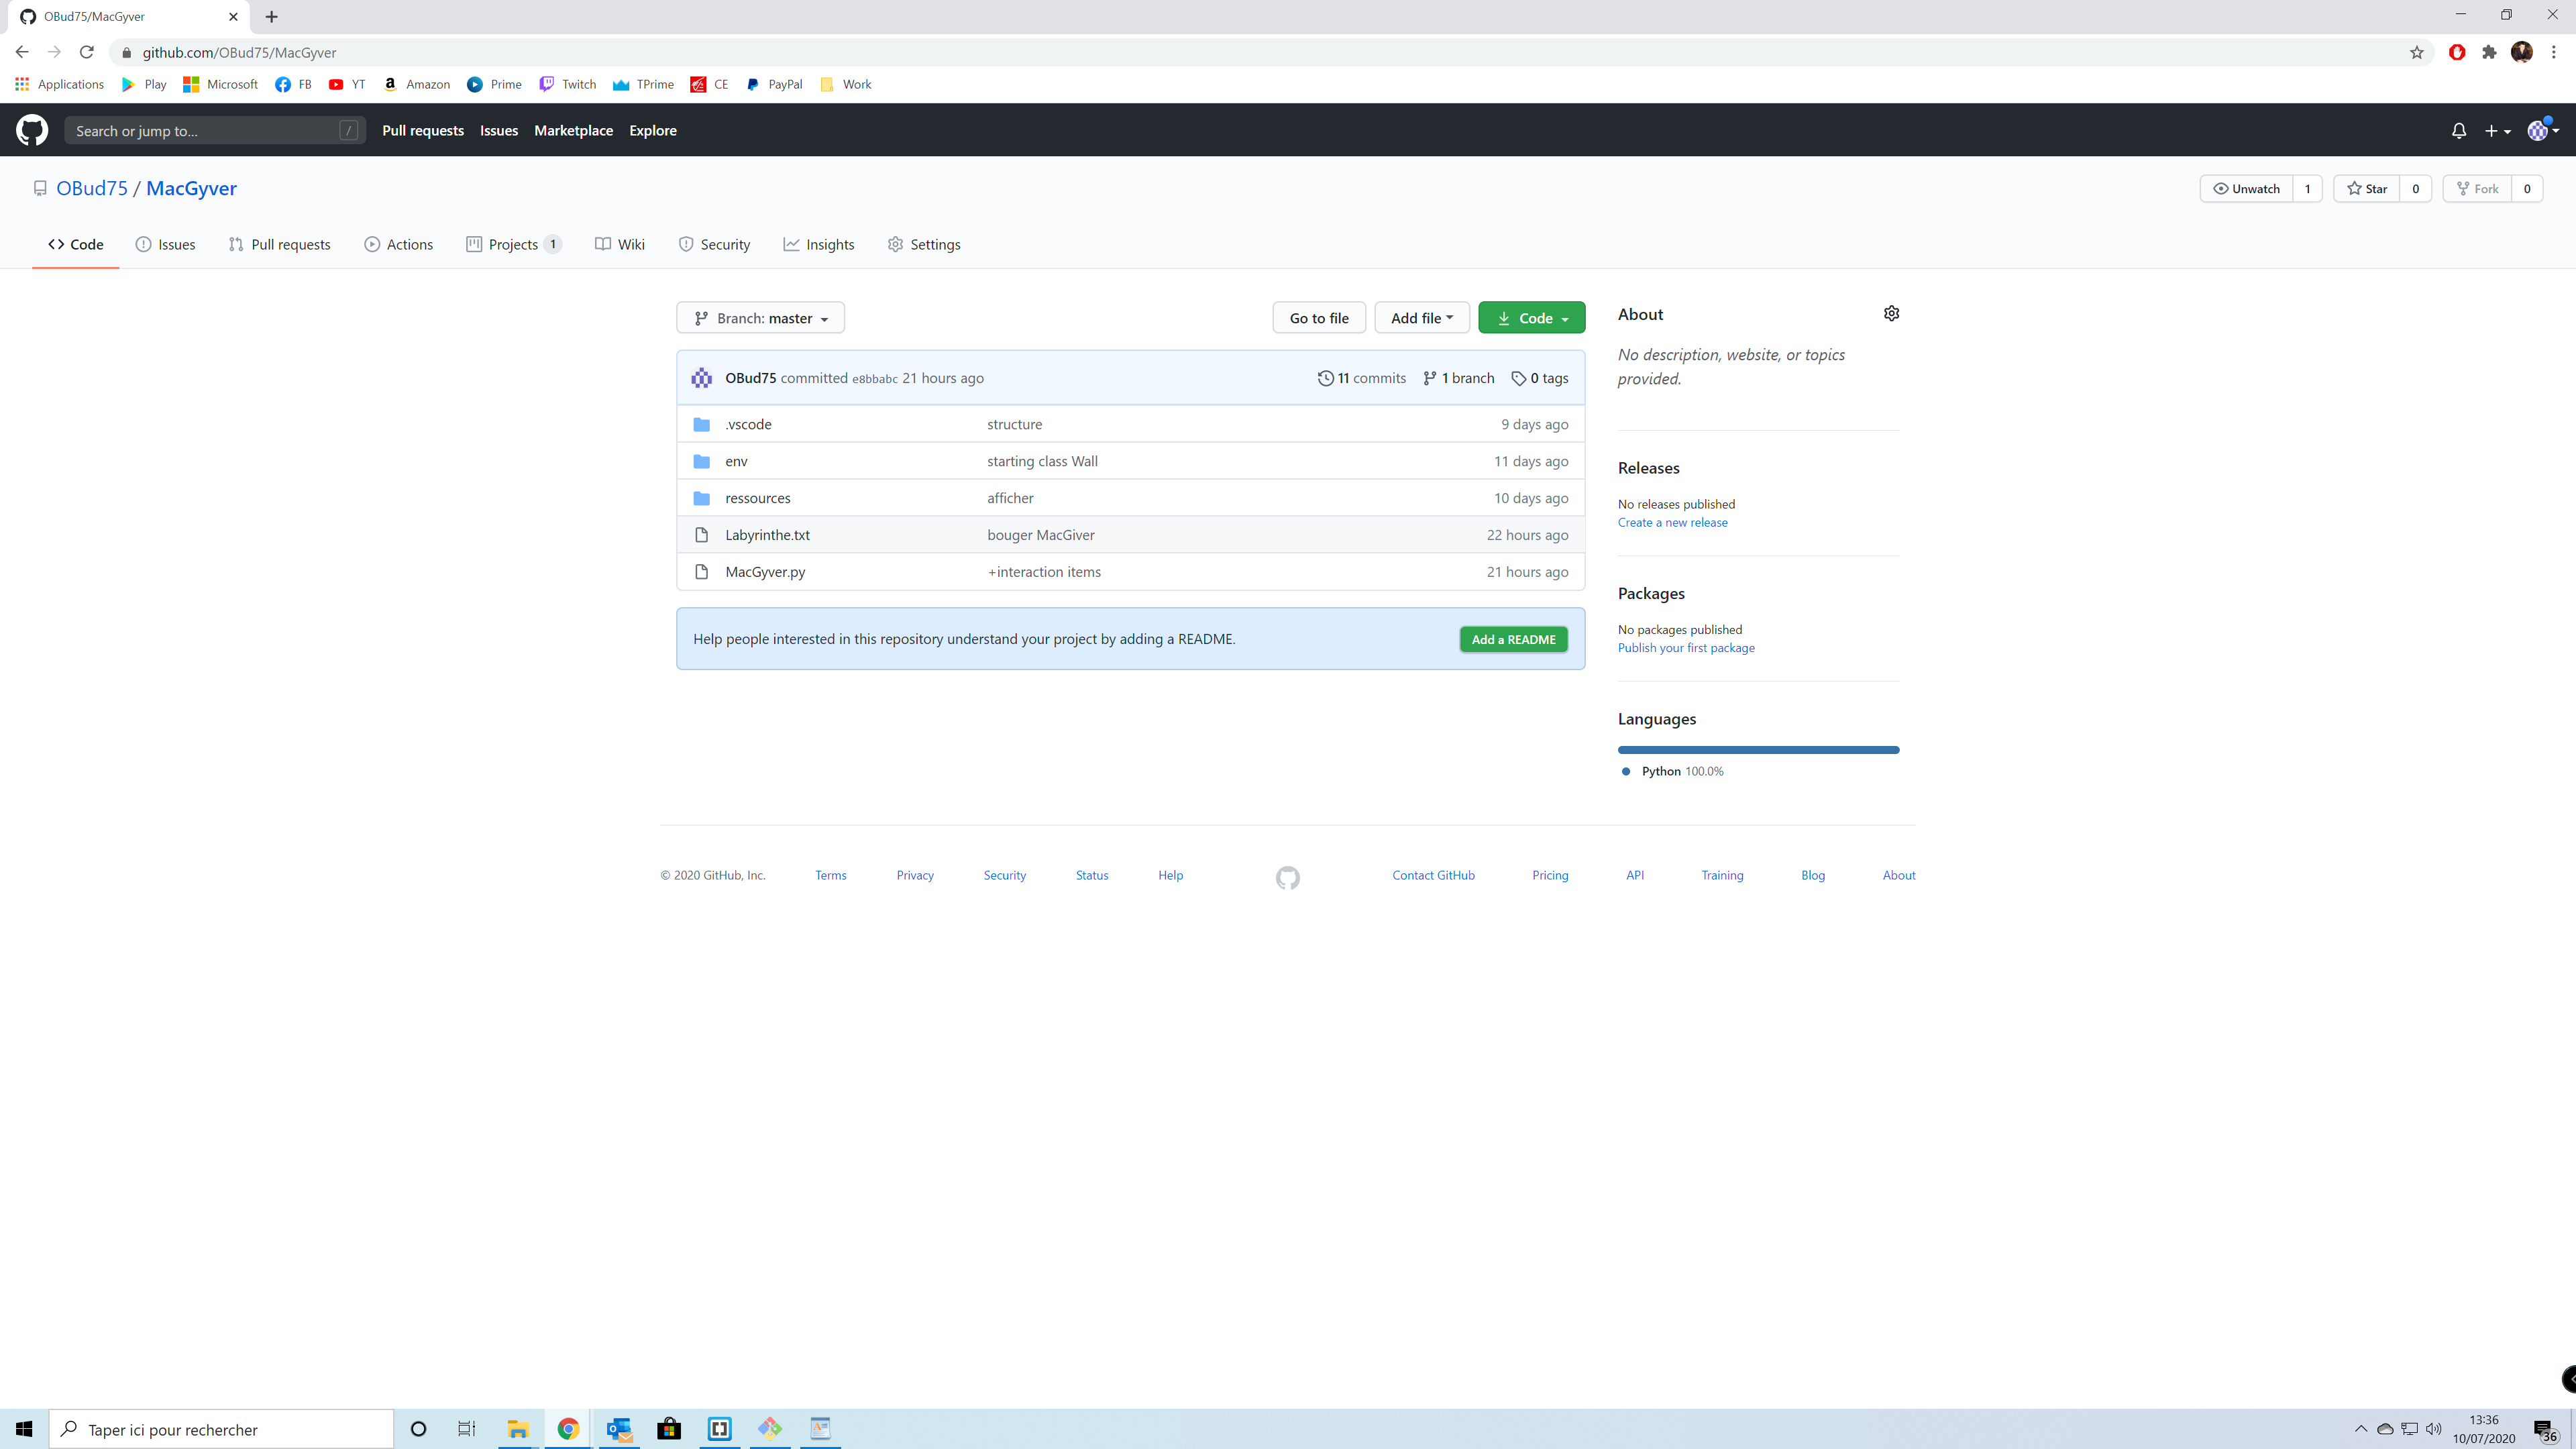 OBud75/MacGyver
github.com/OBud75/MacGyver
Applications Play Microsoft FB YT Amazon Prime Twitch TPrime CE PayPal Work
Search or jump to... / Pull requests Issues Marketplace Explore
OBud75 / MacGyver Unwatch 1 Star 0 Fork 0
Code Issues Pull requests Actions Projects 1 Wiki Security Insights Settings
Branch: master Go to file Add file Code
OBud75 committed e8bbabc 21 hours ago 11 commits 1 branch 0 tags
.vscode structure 9 days ago
env starting class Wall 11 days ago
ressources afficher 10 days ago
Labyrinthe.txt bouger MacGiver 22 hours ago
MacGyver.py +interaction items 21 hours ago
Help people interested in this repository understand your project by adding a README. Add a README
About
No description, website, or topics
provided.
Releases
No releases published
Create a new release
Packages
No packages published
Publish your first package
Languages
Python 100.0%
© 2020 GitHub, Inc. Terms Privacy Security Status Help Contact GitHub Pricing API Training Blog About
Taper ici pour rechercher
13:36
10/07/2020
36